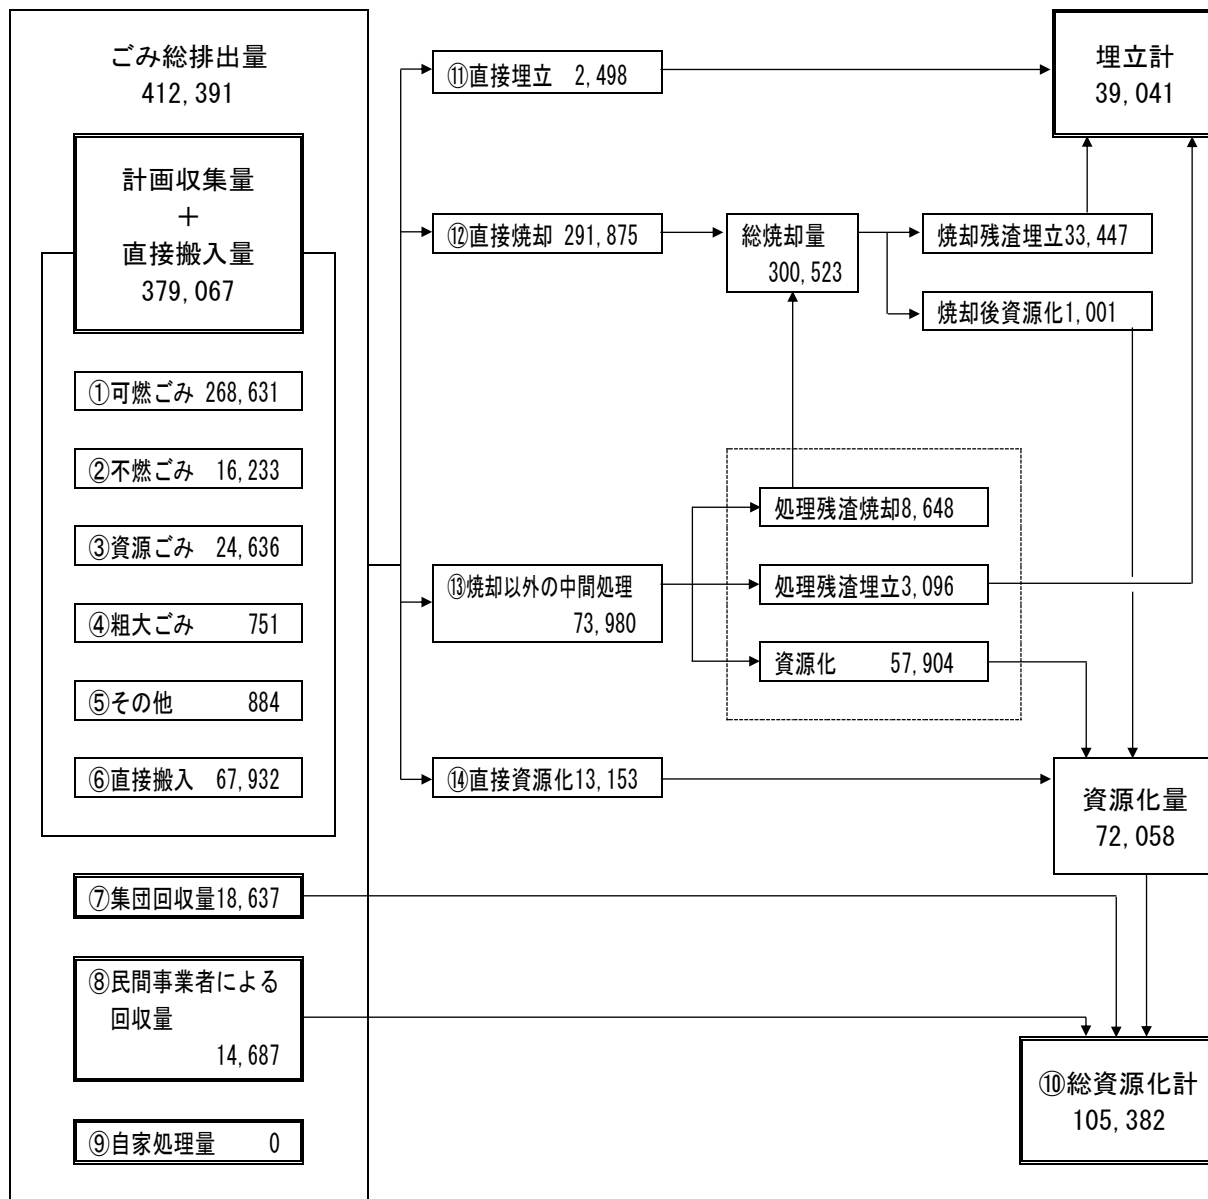 ごみ総排出量
412,391
計画収集量
+
直接搬入量
379,067
①可燃ごみ 268,631
②不燃ごみ 16,233
③資源ごみ 24,636
④粗大ごみ 751
⑤その他 884
⑥直接搬入 67,932
⑦集団回収量18,637
⑧民間事業者による
回収量
14,687
⑨自家処理量 0
⑪直接埋立 2,498
⑫直接焼却 291,875
⑬焼却以外の中間処理
73,980
⑭直接資源化13,153
総焼却量
300,523
処理残渣焼却8,648
処理残渣埋立3,096
資源化 57,904
焼却残渣埋立33,447
焼却後資源化1,001
埋立計
39,041
資源化量
72,058
⑩総資源化計
105,382